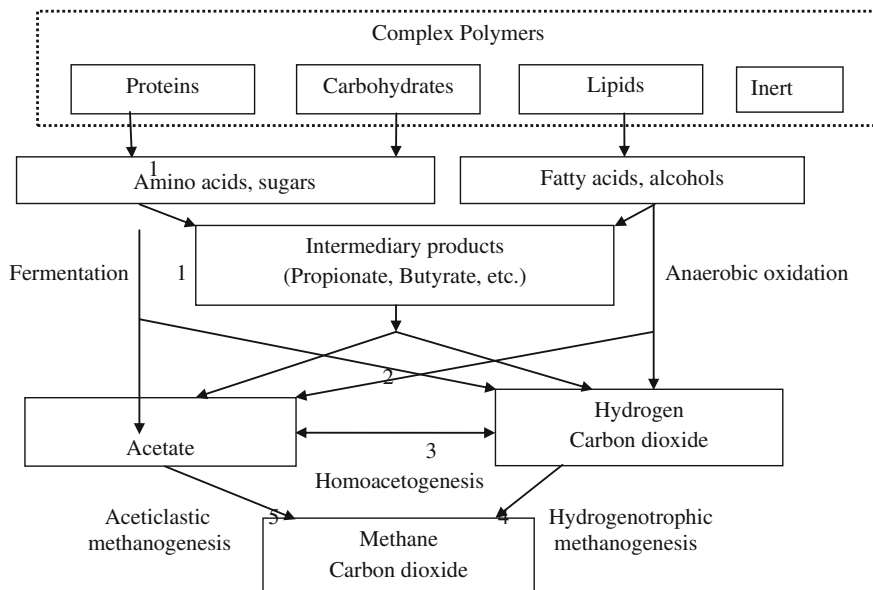 Complex Polymers
Proteins
Carbohydrates
Lipids
Inert
1
Amino acids, sugars
Fatty acids, alcohols
Intermediary products
(Propionate, Butyrate, etc.)
Fermentation
1
Anaerobic oxidation
2
Hydrogen
Carbon dioxide
Acetate
3
Homoacetogenesis
Aceticlastic
methanogenesis
5
4
Hydrogenotrophic
methanogenesis
Methane
Carbon dioxide